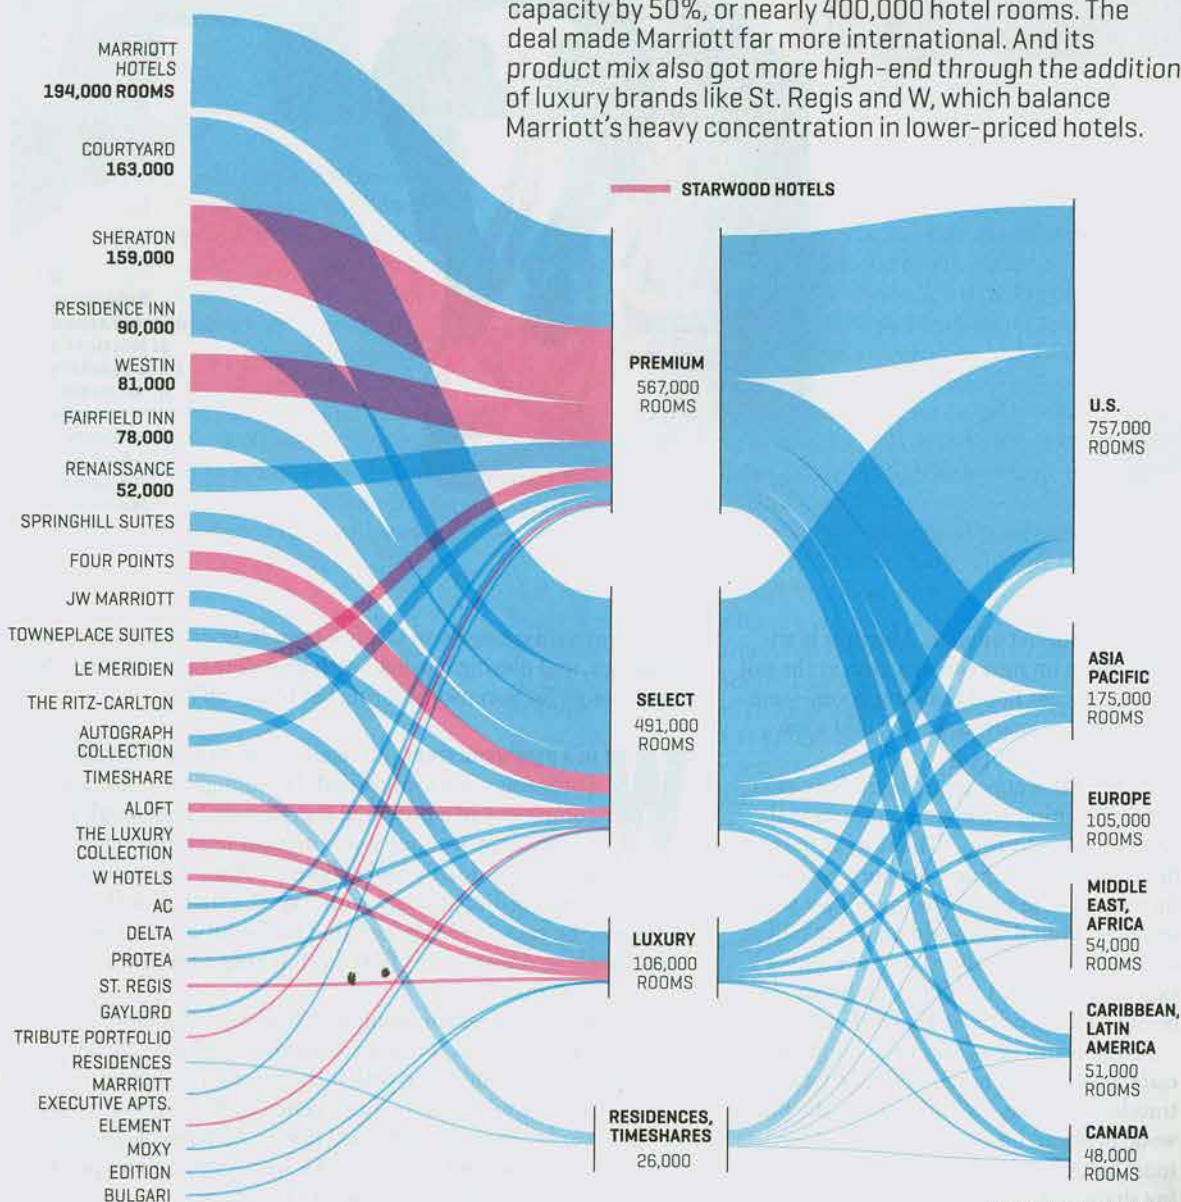 capacity by 50%, or nearly 400,000 hotel rooms. The
deal made Marriott far more international. And its
product mix also got more high-end through the addition
of luxury brands like St. Regis and W, which balance
Marriott's heavy concentration in lower-priced hotels.
STARWOOD HOTELS
MARRIOTT
HOTELS
194,000 ROOMS
COURTYARD
163,000
SHERATON
159,000
RESIDENCE INN
90,000
WESTIN
81,000
FAIRFIELD INN
78,000
RENAISSANCE
52,000
SPRINGHILL SUITES
FOUR POINTS
JW MARRIOTT
TOWNEPLACE SUITES
LE MERIDIEN
THE RITZ-CARLTON
AUTOGRAPH
COLLECTION
TIMESHARE
ALOFT
THE LUXURY
COLLECTION
W HOTELS
AC
DELTA
PROTEA
ST. REGIS
GAYLORD
TRIBUTE PORTFOLIO
RESIDENCES
MARRIOTT
EXECUTIVE APTS.
ELEMENT
MOXY
EDITION
BULGARI
PREMIUM
567,000
ROOMS
SELECT
491,000
ROOMS
LUXURY
106,000
ROOMS
RESIDENCES,
TIMESHARES
26,000
U.S.
757,000
ROOMS
ASIA
PACIFIC
175,000
ROOMS
EUROPE
105,000
ROOMS
MIDDLE
EAST,
AFRICA
54,000
ROOMS
CARIBBEAN,
LATIN
AMERICA
51,000
ROOMS
CANADA
48,000
ROOMS